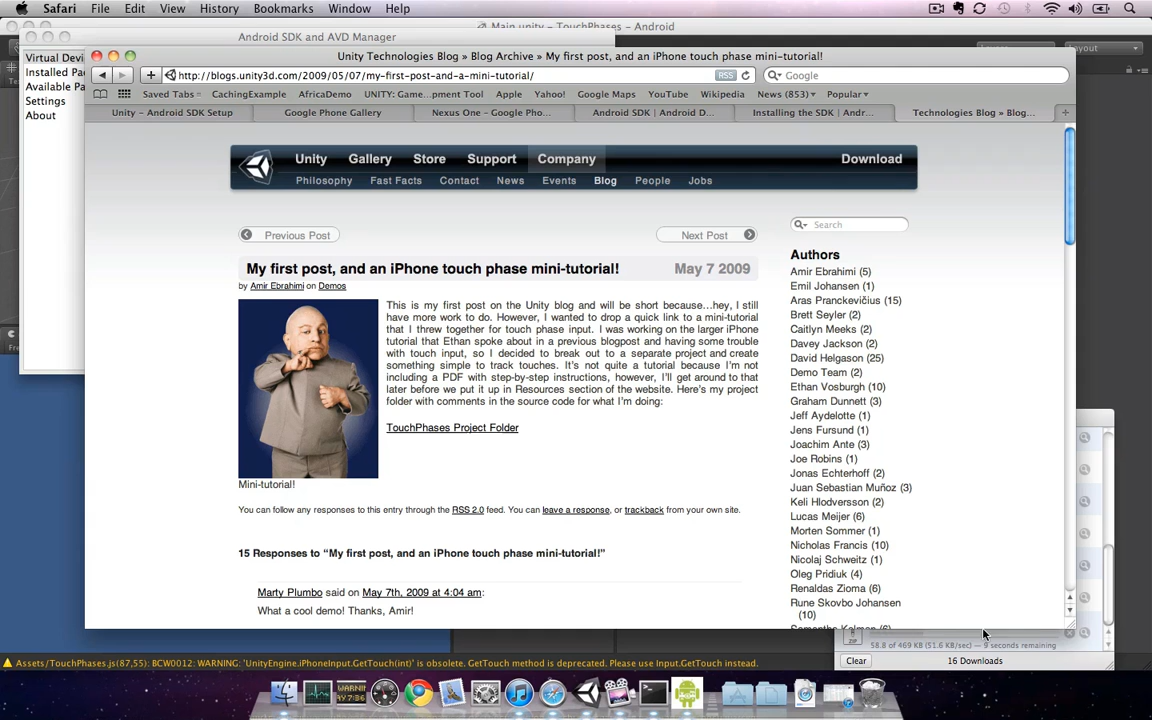 Safari File Edit View History Bookmarks Window Help
Main.unity – TouchPhases – Android
Android SDK and AVD Manager
Layout
Virtual Devi
Installed Pac
Available Pa
Settings
About
Unity Technologies Blog » Blog Archive » My first post, and an iPhone touch phase mini-tutorial!
http://blogs.unity3d.com/2009/05/07/my-first-post-and-a-mini-tutorial/ RSS Google
Saved Tabs CachingExample AfricaDemo UNITY: Game...pment Tool Apple Yahoo! Google Maps YouTube Wikipedia News (853) Popular
Unity – Android SDK Setup Google Phone Gallery Nexus One – Google Pho... Android SDK | Android D... Installing the SDK | Andr... Technologies Blog » Blog...
Unity Gallery Store Support Company Download
Philosophy Fast Facts Contact News Events Blog People Jobs
Previous Post Next Post
Search
My first post, and an iPhone touch phase mini-tutorial! May 7 2009
by Amir Ebrahimi on Demos
This is my first post on the Unity blog and will be short because...hey, I still
have more work to do. However, I wanted to drop a quick link to a mini-tutorial
that I threw together for touch phase input. I was working on the larger iPhone
tutorial that Ethan spoke about in a previous blogpost and having some trouble
with touch input, so I decided to break out to a separate project and create
something simple to track touches. It's not quite a tutorial because I'm not
including a PDF with step-by-step instructions, however, I'll get around to that
later before we put it up in Resources section of the website. Here's my project
folder with comments in the source code for what I'm doing:
TouchPhases Project Folder
Mini-tutorial!
You can follow any responses to this entry through the RSS 2.0 feed. You can leave a response, or trackback from your own site.
15 Responses to “My first post, and an iPhone touch phase mini-tutorial!”
Marty Plumbo said on May 7th, 2009 at 4:04 am:
What a cool demo! Thanks, Amir!
Authors
Amir Ebrahimi (5)
Emil Johansen (1)
Aras Pranckevičius (15)
Brett Seyler (2)
Caitlyn Meeks (2)
Davey Jackson (2)
David Helgason (25)
Demo Team (2)
Ethan Vosburgh (10)
Graham Dunnett (3)
Jeff Aydelotte (1)
Jens Fursund (1)
Joachim Ante (3)
Joe Robins (1)
Jonas Echterhoff (2)
Juan Sebastian Muñoz (3)
Keli Hlodversson (2)
Lucas Meijer (6)
Morten Sommer (1)
Nicholas Francis (10)
Nicolaj Schweitz (1)
Oleg Pridiuk (4)
Renaldas Zioma (6)
Rune Skovbo Johansen
(10)
Samantha Kalman (6)
ZIP 58.8 of 469 KB (51.6 KB/sec) — 9 seconds remaining
Clear 16 Downloads
Assets/TouchPhases.js(87,55): BCW0012: WARNING: 'UnityEngine.iPhoneInput.GetTouch(int)' is obsolete. GetTouch method is deprecated. Please use Input.GetTouch instead.